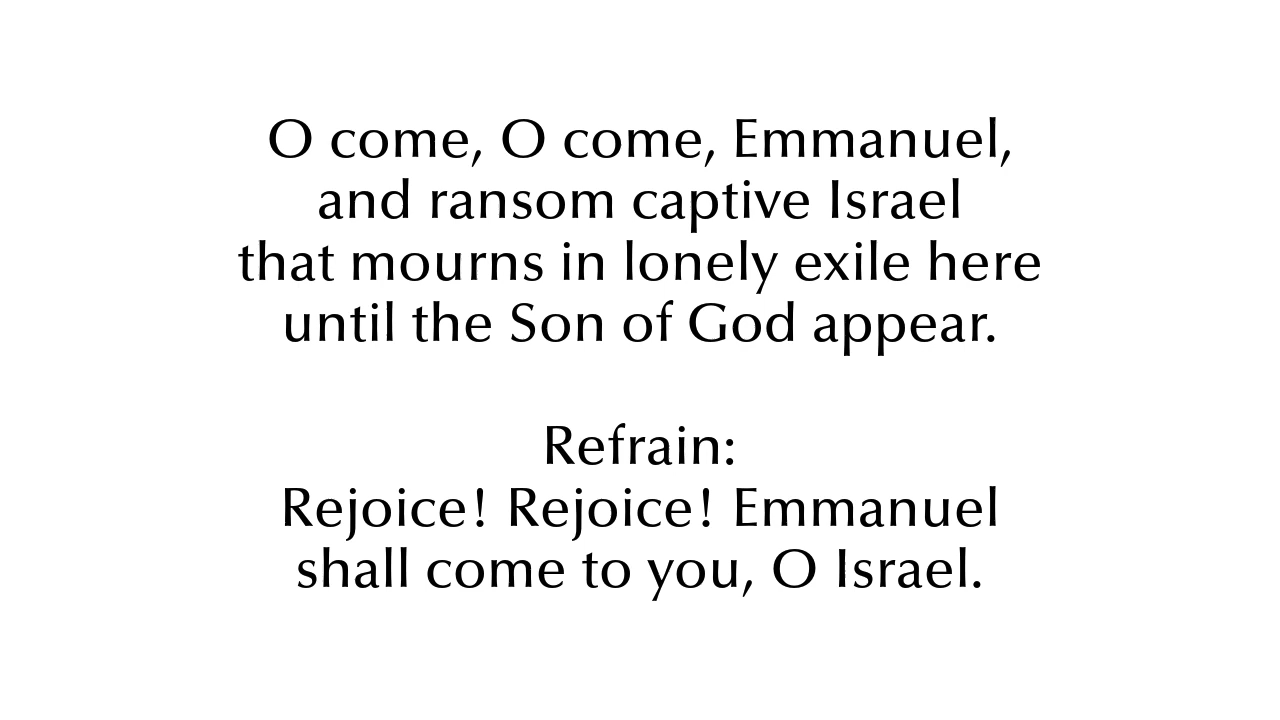 O come, O come, Emmanuel,
and ransom captive Israel
that mourns in lonely exile here
until the Son of God appear.
Refrain:
Rejoice! Rejoice! Emmanuel
shall come to you, O Israel.